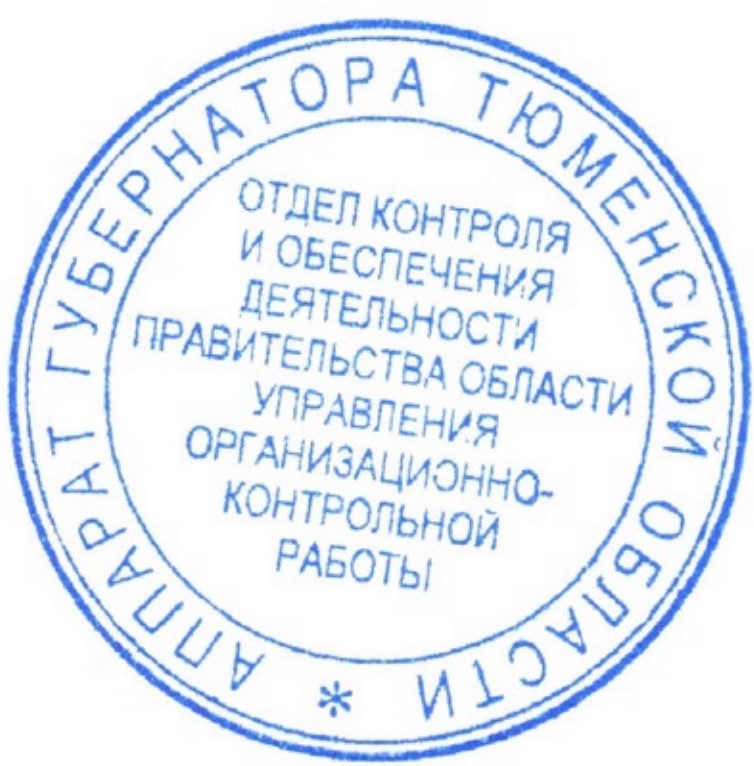 АППАРАТ ГУБЕРНАТОРА ТЮМЕНСКОЙ ОБЛАСТИ *
ОТДЕЛ КОНТРОЛЯ
И ОБЕСПЕЧЕНИЯ
ДЕЯТЕЛЬНОСТИ
ПРАВИТЕЛЬСТВА ОБЛАСТИ
УПРАВЛЕНИЯ
ОРГАНИЗАЦИОННО-
КОНТРОЛЬНОЙ
РАБОТЫ